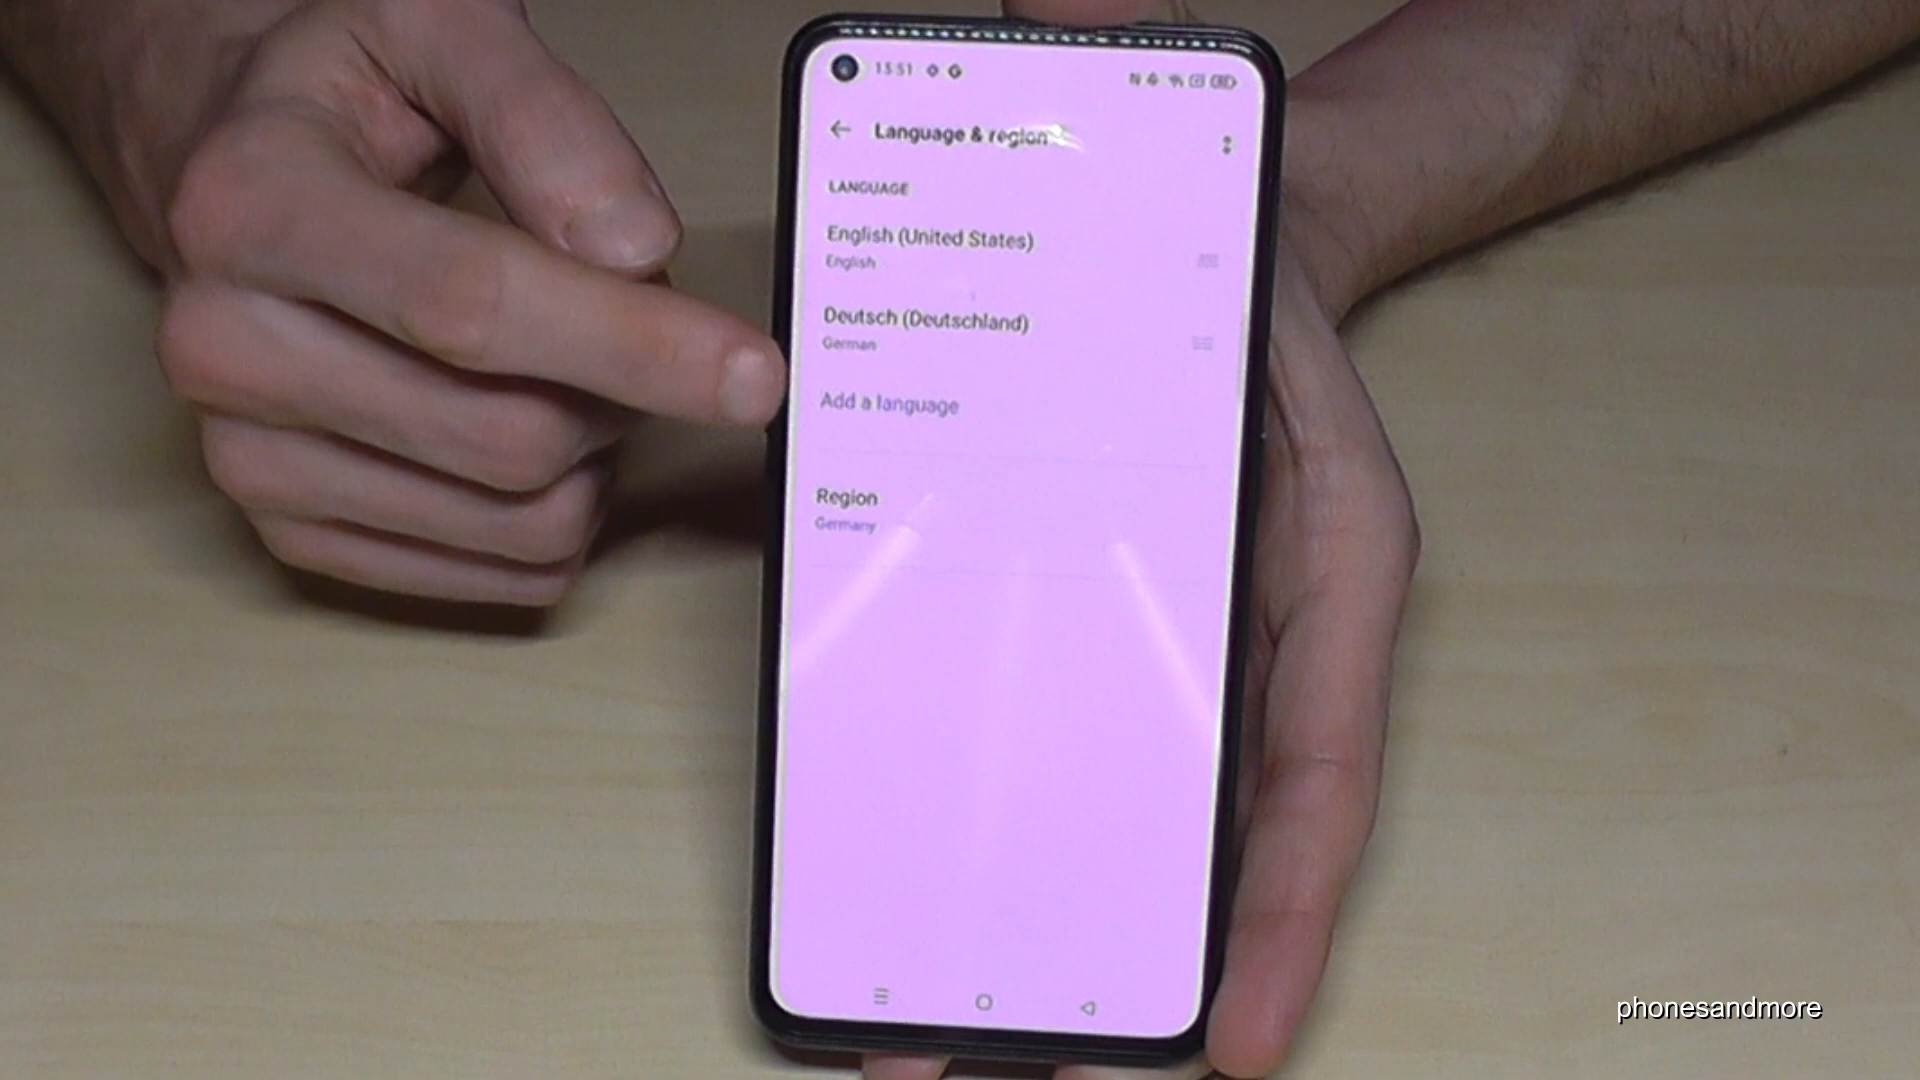 13:51
Language & region
LANGUAGE
English (United States)
English
Deutsch (Deutschland)
German
Add a language
Region
Germany
phonesandmore